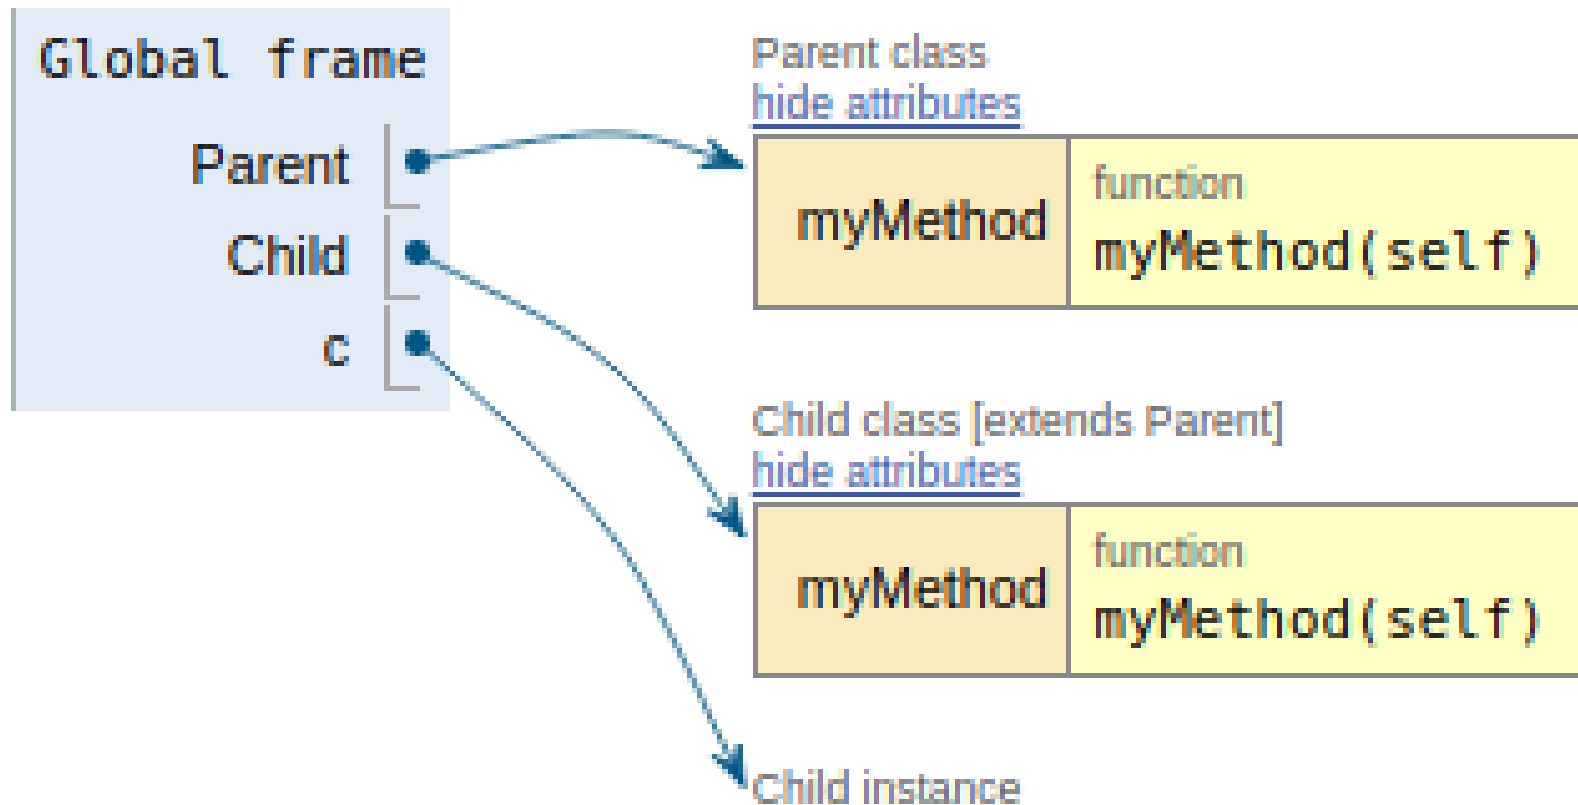 Global frame
Parent
Child
c
Parent class
hide attributes
myMethod
function
myMethod(self)
Child class [extends Parent]
hide attributes
myMethod
function
myMethod(self)
Child instance